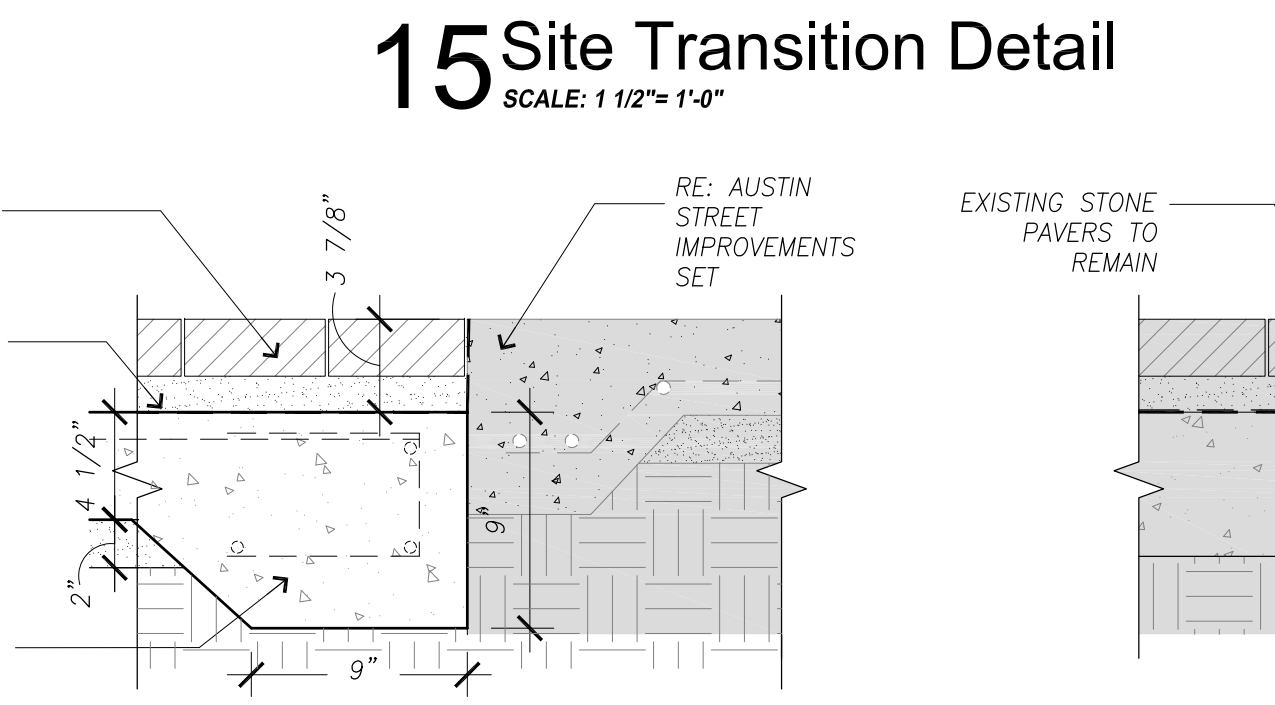 15 Site Transition Detail
SCALE: 1 1/2"= 1'-0"
RE: AUSTIN
STREET
IMPROVEMENTS
SET
EXISTING STONE
PAVERS TO
REMAIN
3 7/8"
4 1/2"
2"
9"
9"